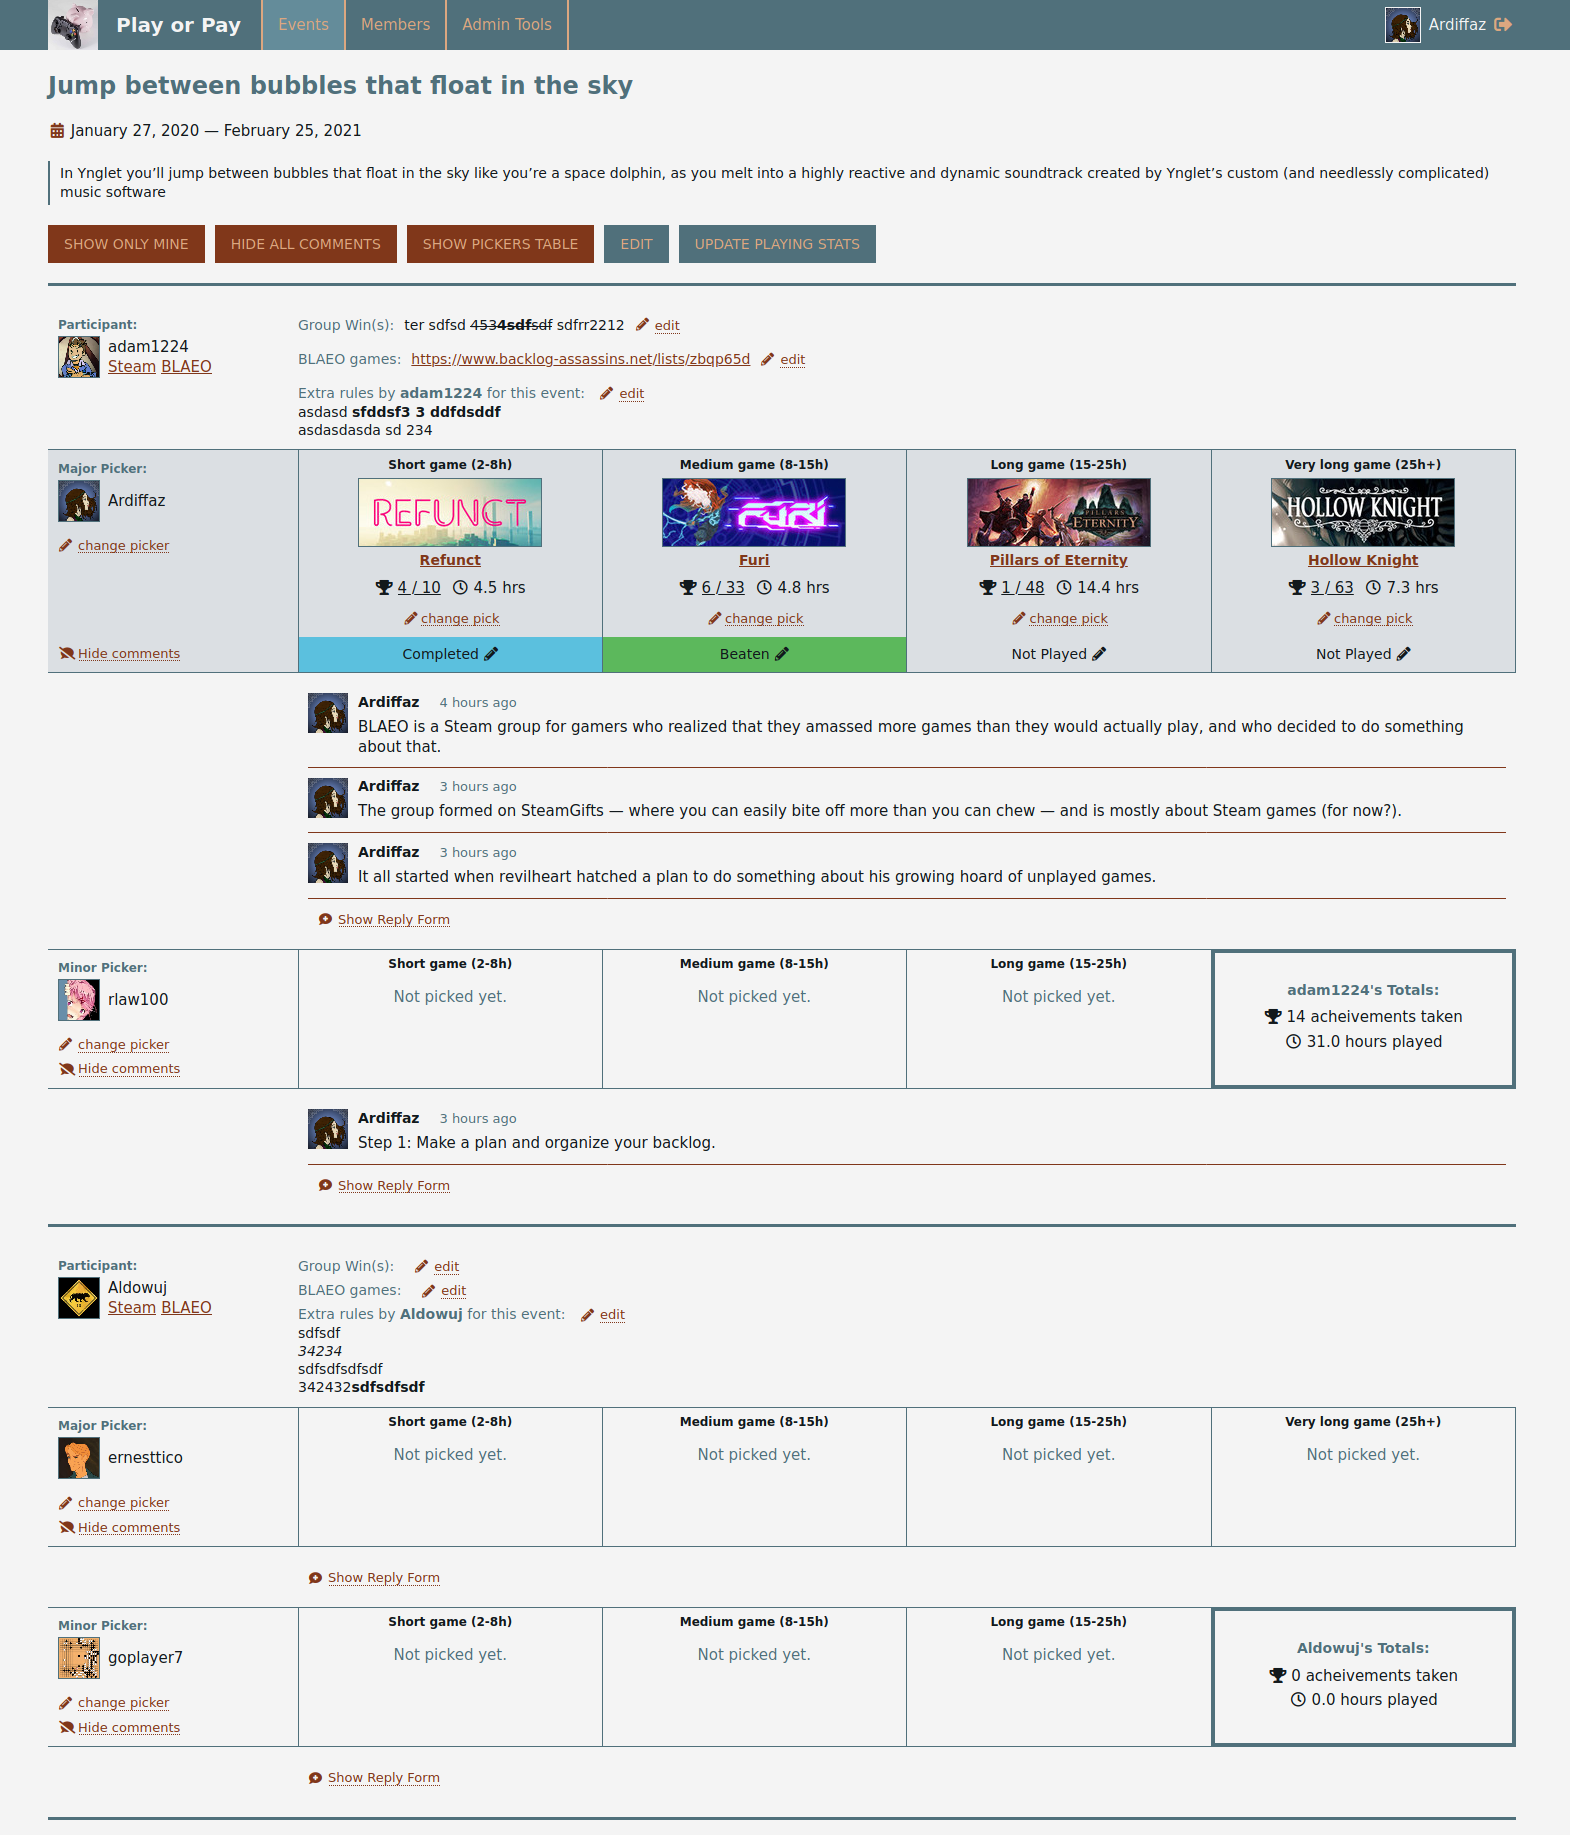 Play or Pay Events Members Admin Tools Ardiffaz
Jump between bubbles that float in the sky
January 27, 2020 — February 25, 2021
In Ynglet you’ll jump between bubbles that float in the sky like you’re a space dolphin, as you melt into a highly reactive and dynamic soundtrack created by Ynglet’s custom (and needlessly complicated)
music software
SHOW ONLY MINE HIDE ALL COMMENTS SHOW PICKERS TABLE EDIT UPDATE PLAYING STATS
Participant:
adam1224
Steam BLAEO
Group Win(s): ter sdfsd 4534sdfsdf sdfrr2212 edit
BLAEO games: https://www.backlog-assassins.net/lists/zbqp65d edit
Extra rules by adam1224 for this event: edit
asdasd sfddsf3 3 ddfdsddf
asdasdasda sd 234
Major Picker:
Ardiffaz
change picker
Hide comments
Short game (2-8h)
REFUNCT
Refunct
4 / 10 4.5 hrs
change pick
Completed
Medium game (8-15h)
FURI
Furi
6 / 33 4.8 hrs
change pick
Beaten
Long game (15-25h)
PILLARS OF
ETERNITY
Pillars of Eternity
1 / 48 14.4 hrs
change pick
Not Played
Very long game (25h+)
HOLLOW KNIGHT
Hollow Knight
3 / 63 7.3 hrs
change pick
Not Played
Ardiffaz 4 hours ago
BLAEO is a Steam group for gamers who realized that they amassed more games than they would actually play, and who decided to do something
about that.
Ardiffaz 3 hours ago
The group formed on SteamGifts — where you can easily bite off more than you can chew — and is mostly about Steam games (for now?).
Ardiffaz 3 hours ago
It all started when revilheart hatched a plan to do something about his growing hoard of unplayed games.
Show Reply Form
Minor Picker:
rlaw100
change picker
Hide comments
Short game (2-8h)
Not picked yet.
Medium game (8-15h)
Not picked yet.
Long game (15-25h)
Not picked yet.
adam1224's Totals:
14 acheivements taken
31.0 hours played
Ardiffaz 3 hours ago
Step 1: Make a plan and organize your backlog.
Show Reply Form
Participant:
Aldowuj
Steam BLAEO
Group Win(s): edit
BLAEO games: edit
Extra rules by Aldowuj for this event: edit
sdfsdf
34234
sdfsdfsdfsdf
342432sdfsdfsdf
Major Picker:
ernesttico
change picker
Hide comments
Short game (2-8h)
Not picked yet.
Medium game (8-15h)
Not picked yet.
Long game (15-25h)
Not picked yet.
Very long game (25h+)
Not picked yet.
Show Reply Form
Minor Picker:
goplayer7
change picker
Hide comments
Short game (2-8h)
Not picked yet.
Medium game (8-15h)
Not picked yet.
Long game (15-25h)
Not picked yet.
Aldowuj's Totals:
0 acheivements taken
0.0 hours played
Show Reply Form